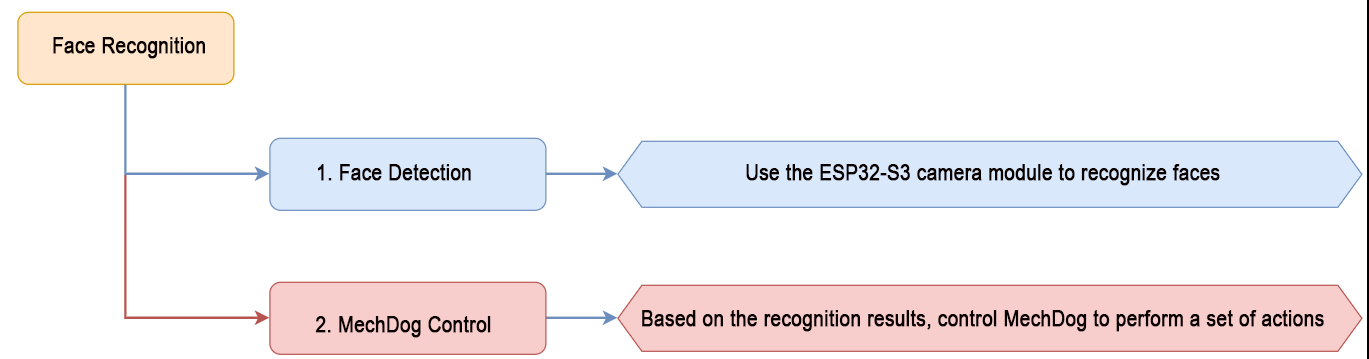 Face Recognition
1. Face Detection
Use the ESP32-S3 camera module to recognize faces
2. MechDog Control
Based on the recognition results, control MechDog to perform a set of actions